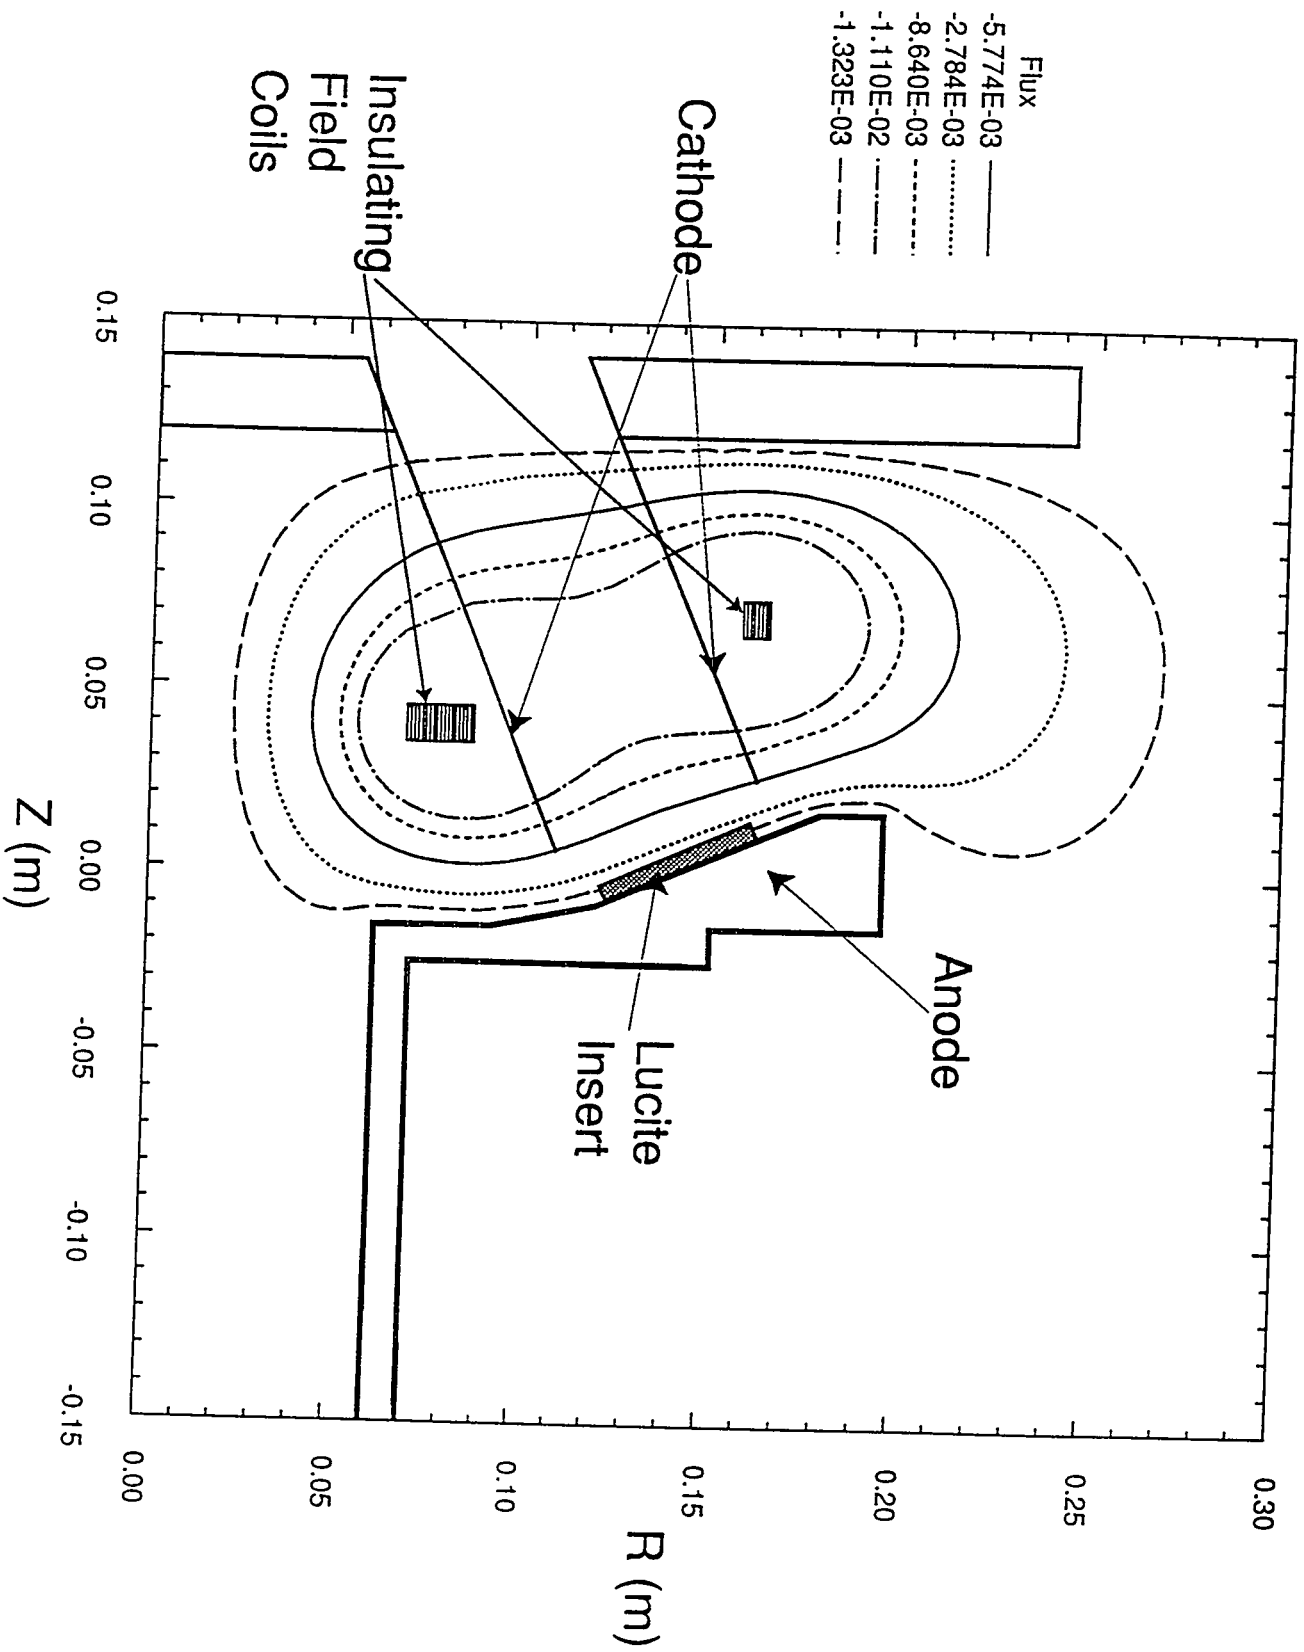 Flux
-5.774E-03
-2.784E-03
-8.640E-03
-1.110E-02
-1.323E-03
Cathode
Insulating
Field
Coils
Anode
Lucite
Insert
0.15
0.10
0.05
0.00
-0.05
-0.10
-0.15
Z (m)
0.00
0.05
0.10
0.15
0.20
0.25
0.30
R (m)